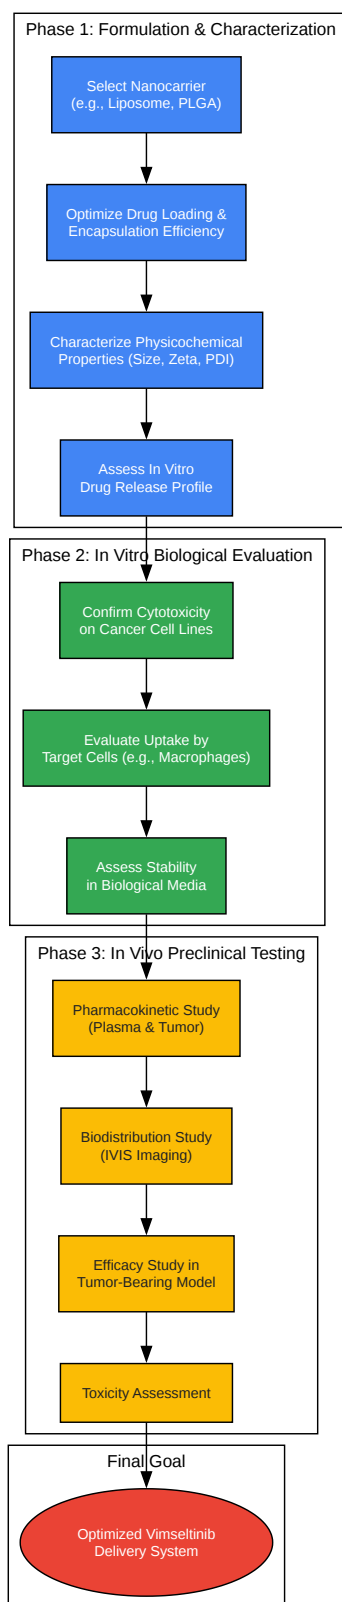 Phase 1: Formulation & Characterization
Select Nanocarrier
(e.g., Liposome, PLGA)
Optimize Drug Loading &
Encapsulation Efficiency
Characterize Physicochemical
Properties (Size, Zeta, PDI)
Assess In Vitro
Drug Release Profile
Phase 2: In Vitro Biological Evaluation
Confirm Cytotoxicity
on Cancer Cell Lines
Evaluate Uptake by
Target Cells (e.g., Macrophages)
Assess Stability
in Biological Media
Phase 3: In Vivo Preclinical Testing
Pharmacokinetic Study
(Plasma & Tumor)
Biodistribution Study
(IVIS Imaging)
Efficacy Study in
Tumor-Bearing Model
Toxicity Assessment
Final Goal
Optimized Vimseltinib
Delivery System